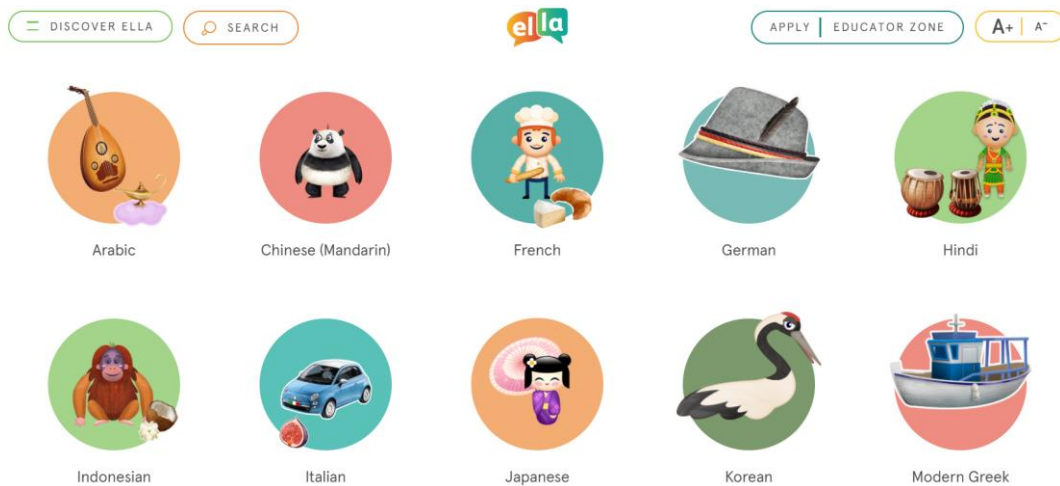 DISCOVER ELLA
SEARCH
ella
APPLY | EDUCATOR ZONE
A+ | A-
Arabic
Chinese (Mandarin)
French
German
Hindi
Indonesian
Italian
Japanese
Korean
Modern Greek